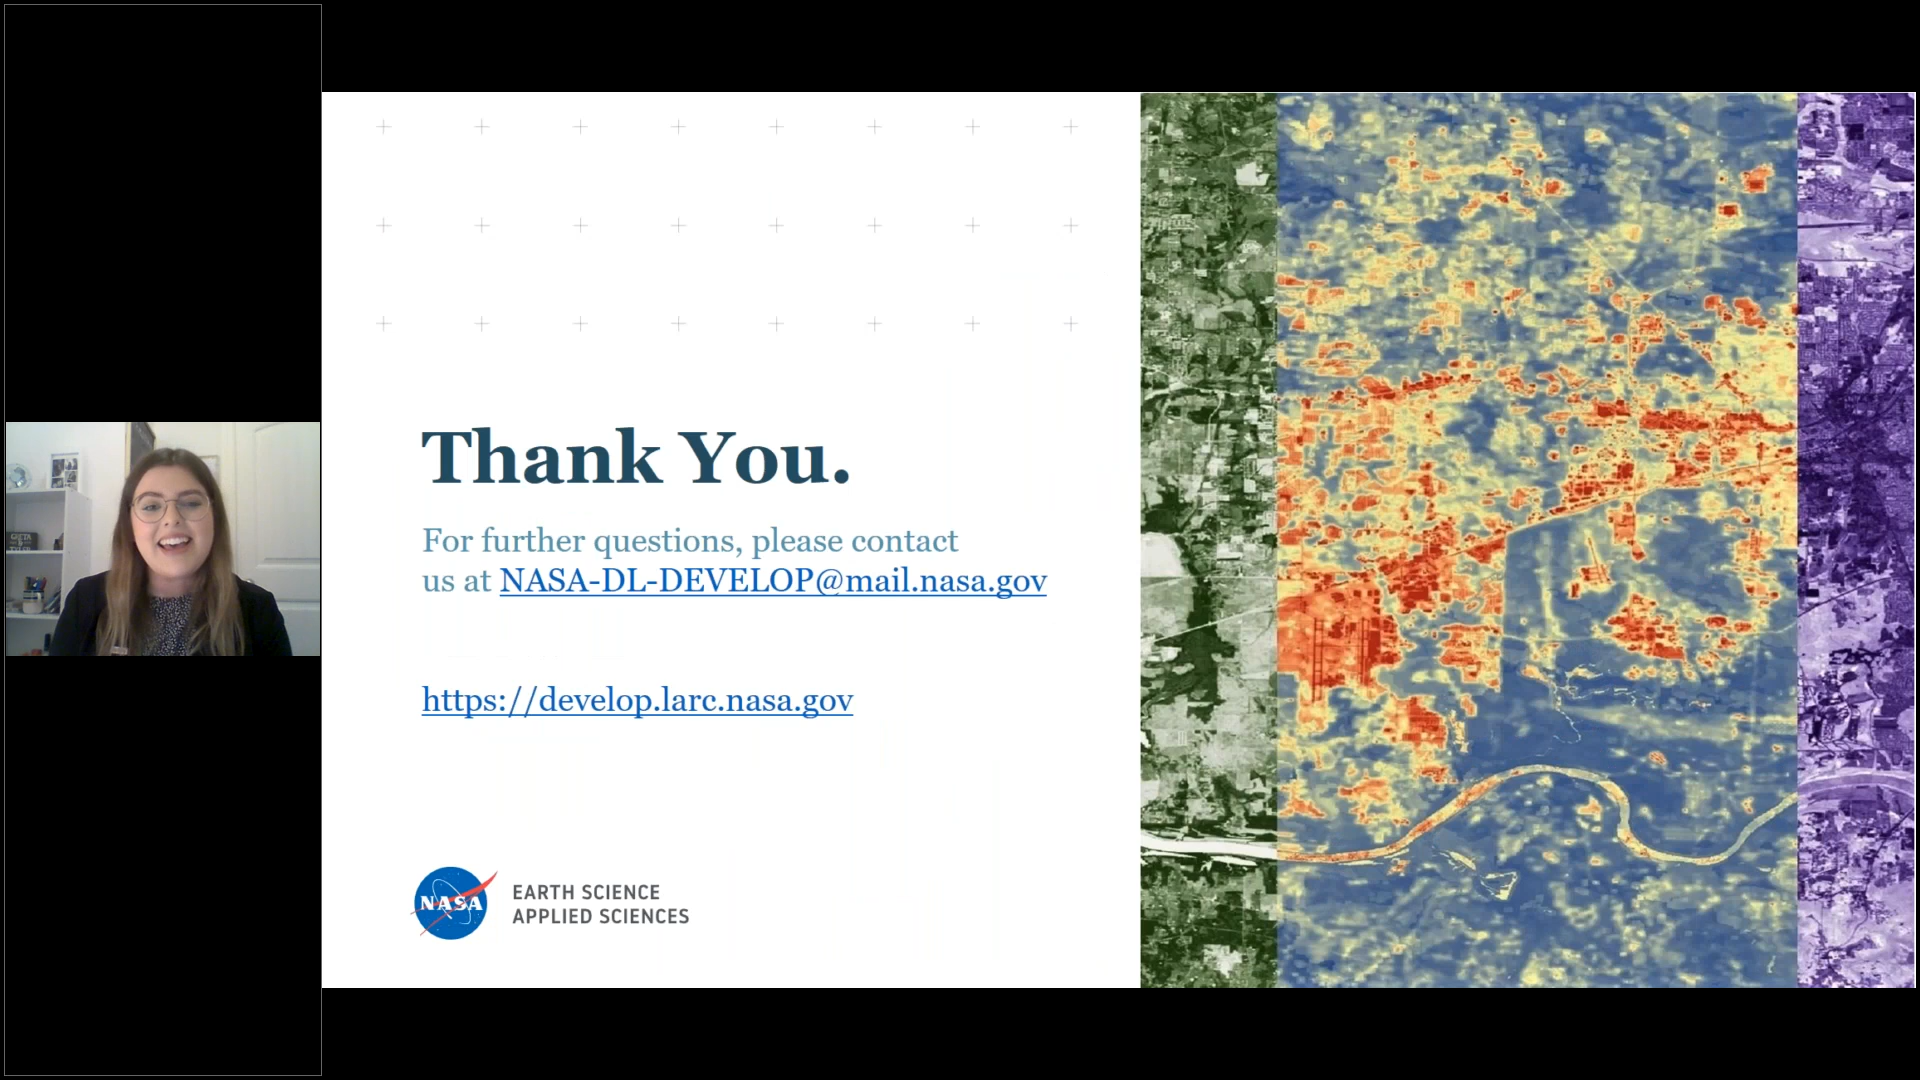 Thank You.
For further questions, please contact
us at NASA-DL-DEVELOP@mail.nasa.gov
https://develop.larc.nasa.gov
NASA
EARTH SCIENCE
APPLIED SCIENCES